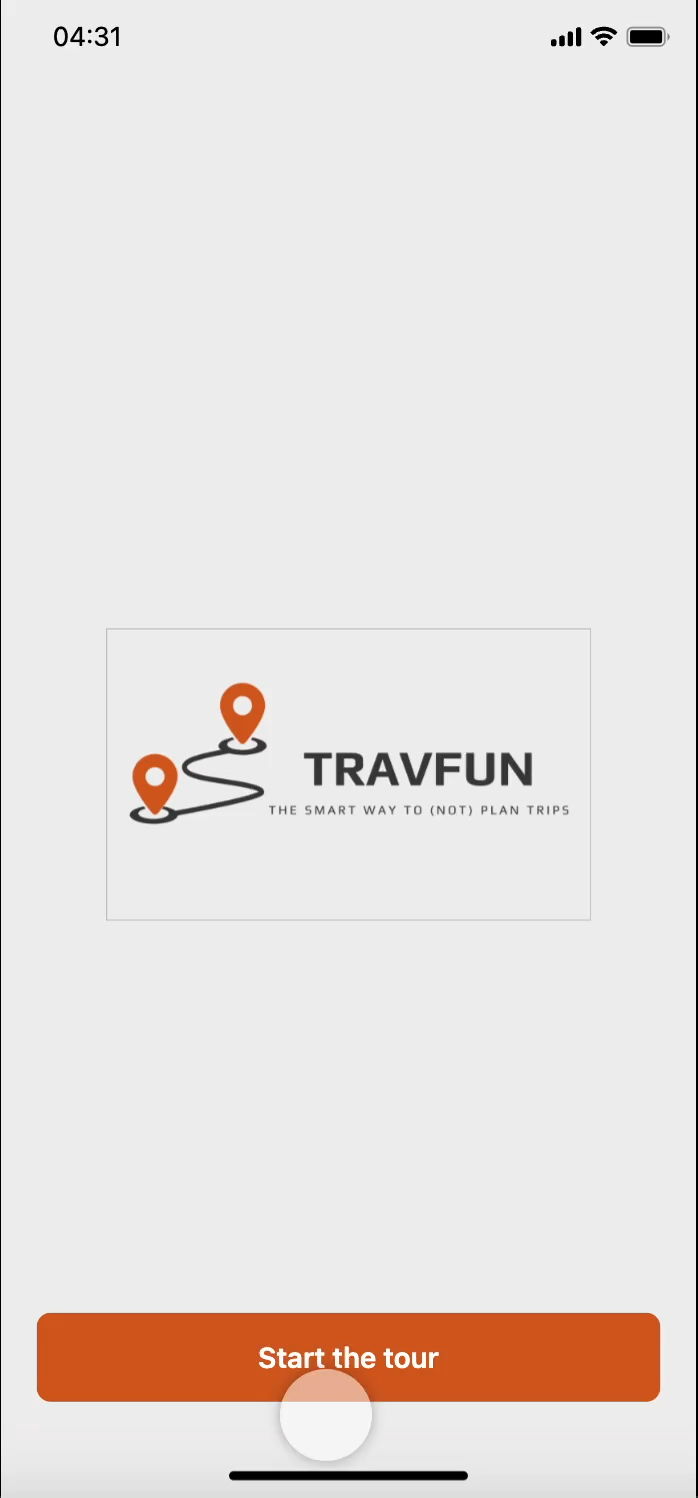 04:31
TRAVFUN
THE SMART WAY TO (NOT) PLAN TRIPS
Start the tour